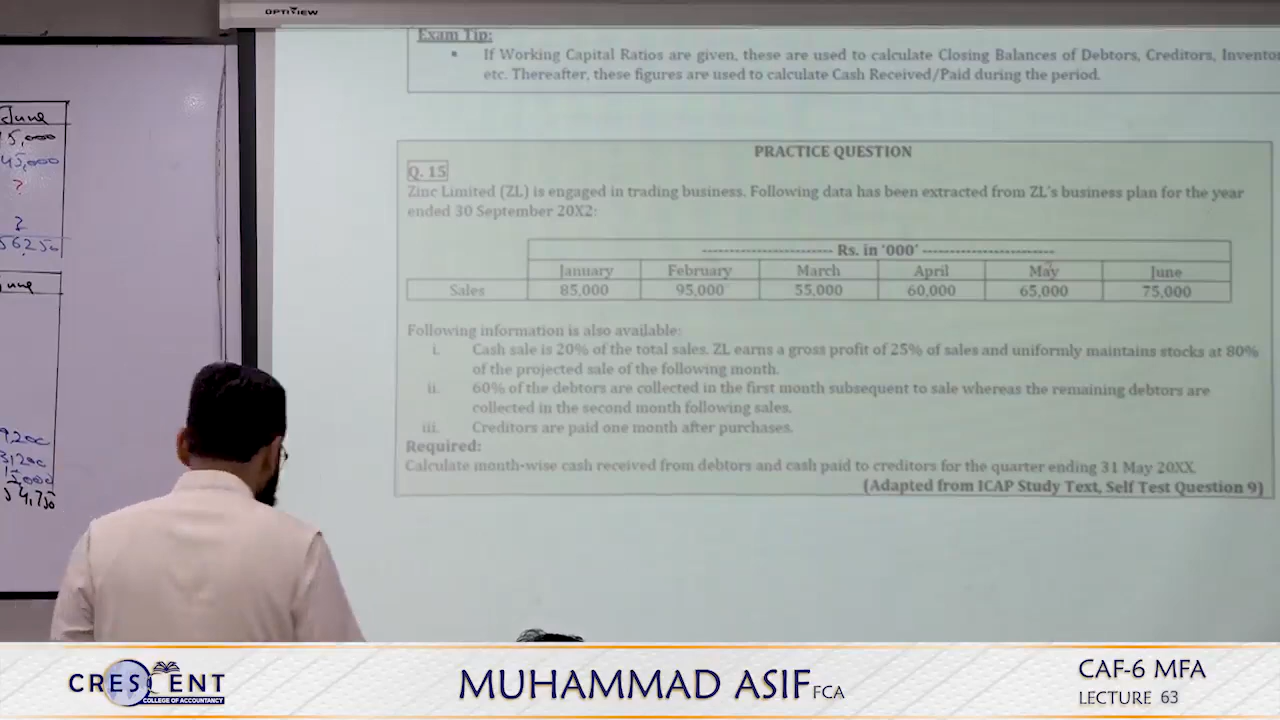 OPTIVIEW
Exam Tip:
• If Working Capital Ratios are given, these are used to calculate Closing Balances of Debtors, Creditors,
etc. Thereafter, these figures are used to calculate Cash Received/Paid during the period.
PRACTICE QUESTION
Q. 15
Zinc Limited (ZL) is engaged in trading business. Following data has been extracted from ZL's business plan for the year
ended 30 September 20X2:
----------------------- Rs. in '000' -----------------------
January February March April May June
Sales 85,000 95,000 55,000 60,000 65,000 75,000
Following information is also available:
i. Cash sale is 20% of the total sales. ZL earns a gross profit of 25% of sales and uniformly maintains stocks at 80%
of the projected sale of the following month.
ii. 60% of the debtors are collected in the first month subsequent to sale whereas the remaining debtors are
collected in the second month following sales.
iii. Creditors are paid one month after purchases.
Required:
Calculate month-wise cash received from debtors and cash paid to creditors for the quarter ending 31 May 20XX.
(Adapted from ICAP Study Text, Self Test Question 9)
June
5,000
45,000
?
?
56250
54,750
CRESCENT
COLLEGE OF ACCOUNTANCY
MUHAMMAD ASIF FCA
CAF-6 MFA
LECTURE 63